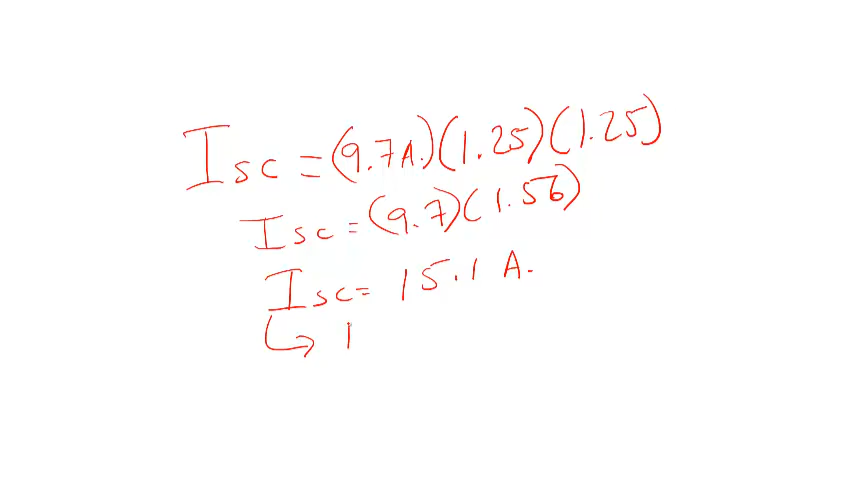 Isc = (9.7A.)(1.25)(1.25)
Isc = (9.7)(1.56)
Isc = 15.1 A.
↳ 1